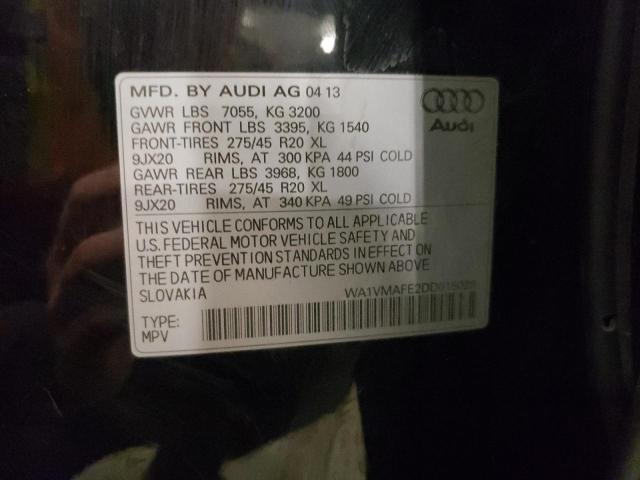 MFD. BY AUDI AG 04 13
GVWR LBS 7055, KG 3200
GAWR FRONT LBS 3395, KG 1540
FRONT-TIRES 275/45 R20 XL
9JX20 RIMS, AT 300 KPA 44 PSI COLD
GAWR REAR LBS 3968, KG 1800
REAR-TIRES 275/45 R20 XL
9JX20 RIMS, AT 340 KPA 49 PSI COLD
Audi
THIS VEHICLE CONFORMS TO ALL APPLICABLE
U.S. FEDERAL MOTOR VEHICLE SAFETY AND
THEFT PREVENTION STANDARDS IN EFFECT ON
THE DATE OF MANUFACTURE SHOWN ABOVE
SLOVAKIA
TYPE:
MPV